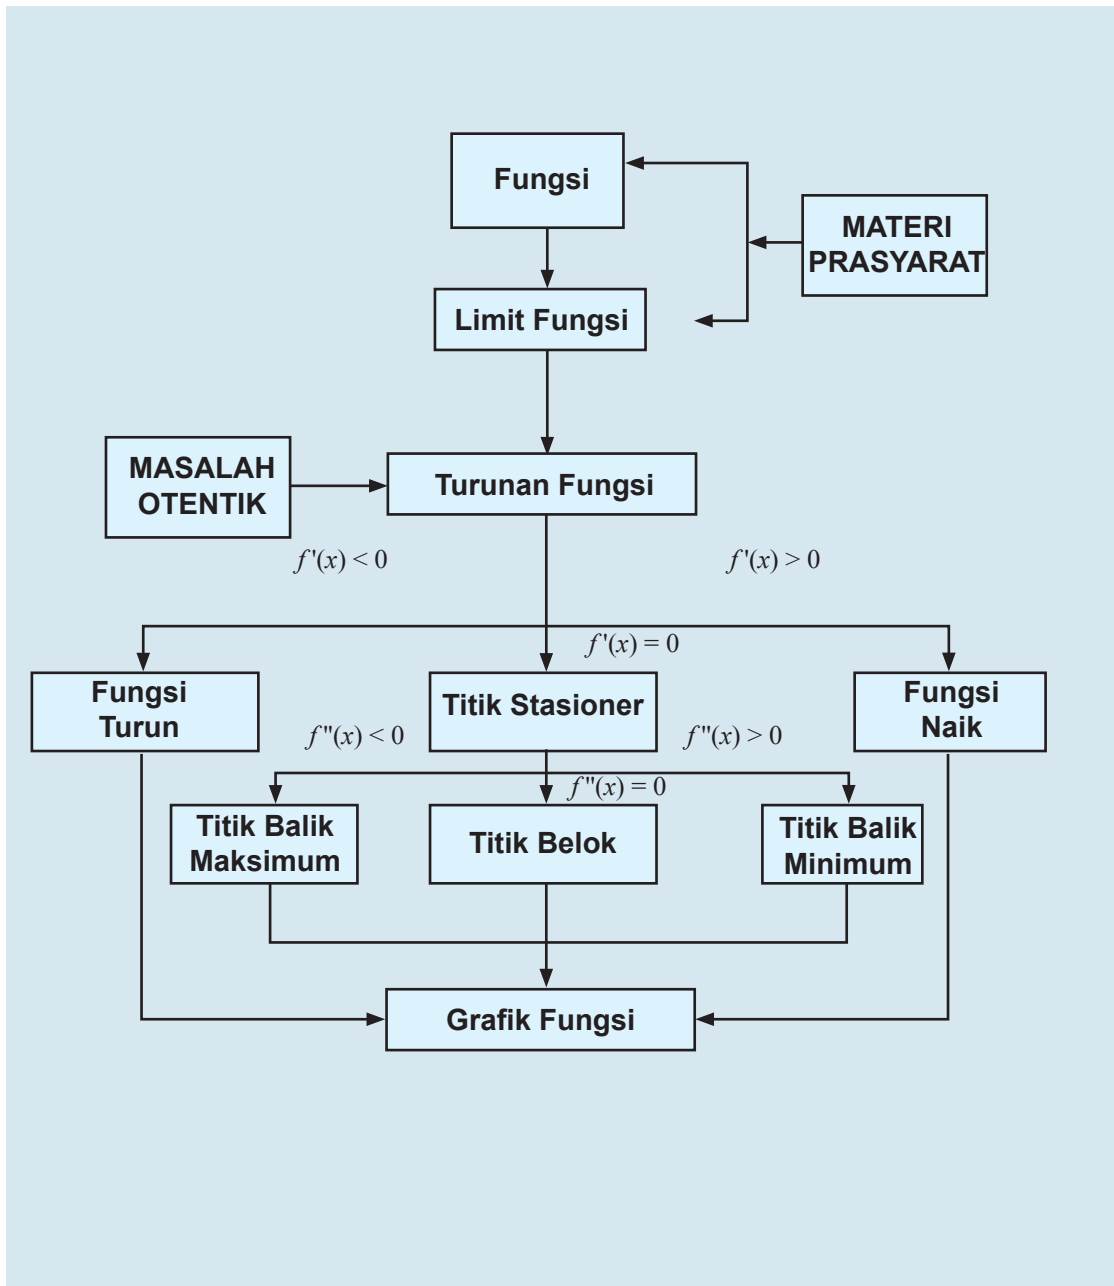 Fungsi
MATERI
PRASYARAT
Limit Fungsi
MASALAH
OTENTIK
Turunan Fungsi
f'(x) < 0
f'(x) > 0
f'(x) = 0
Fungsi
Turun
Titik Stasioner
Fungsi
Naik
f"(x) < 0
f"(x) > 0
f"(x) = 0
Titik Balik
Maksimum
Titik Belok
Titik Balik
Minimum
Grafik Fungsi